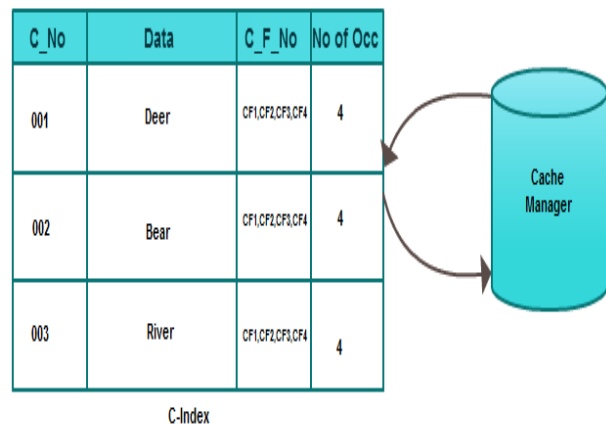 C_No Data C_F_No No of Occ
001 Deer CF1,CF2,CF3,CF4 4
002 Bear CF1,CF2,CF3,CF4 4
003 River CF1,CF2,CF3,CF4 4
C-Index
Cache
Manager